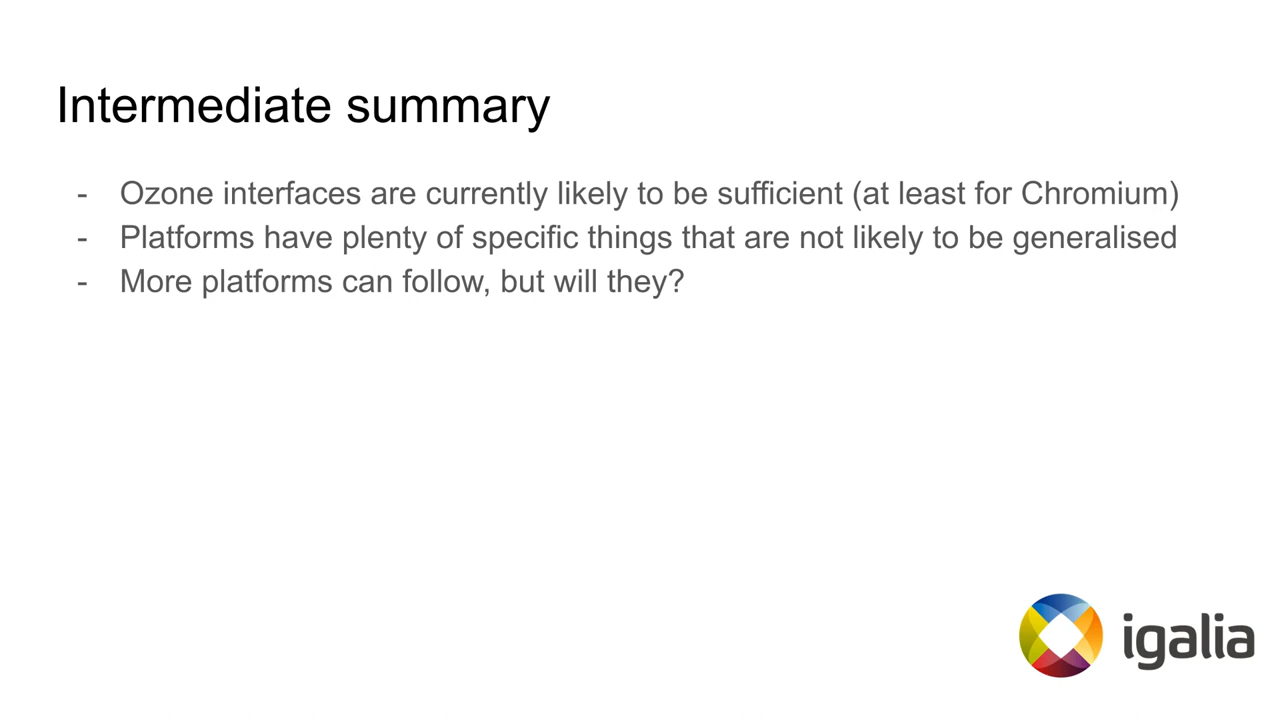 Intermediate summary
- Ozone interfaces are currently likely to be sufficient (at least for Chromium)
- Platforms have plenty of specific things that are not likely to be generalised
- More platforms can follow, but will they?
igalia